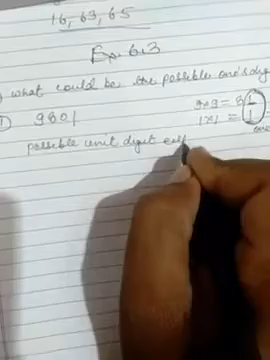 16, 63, 65
Ex 6.3
what could be the possible one's dig
9801
9×9 = 81
1×1 = 1
possible unit digit